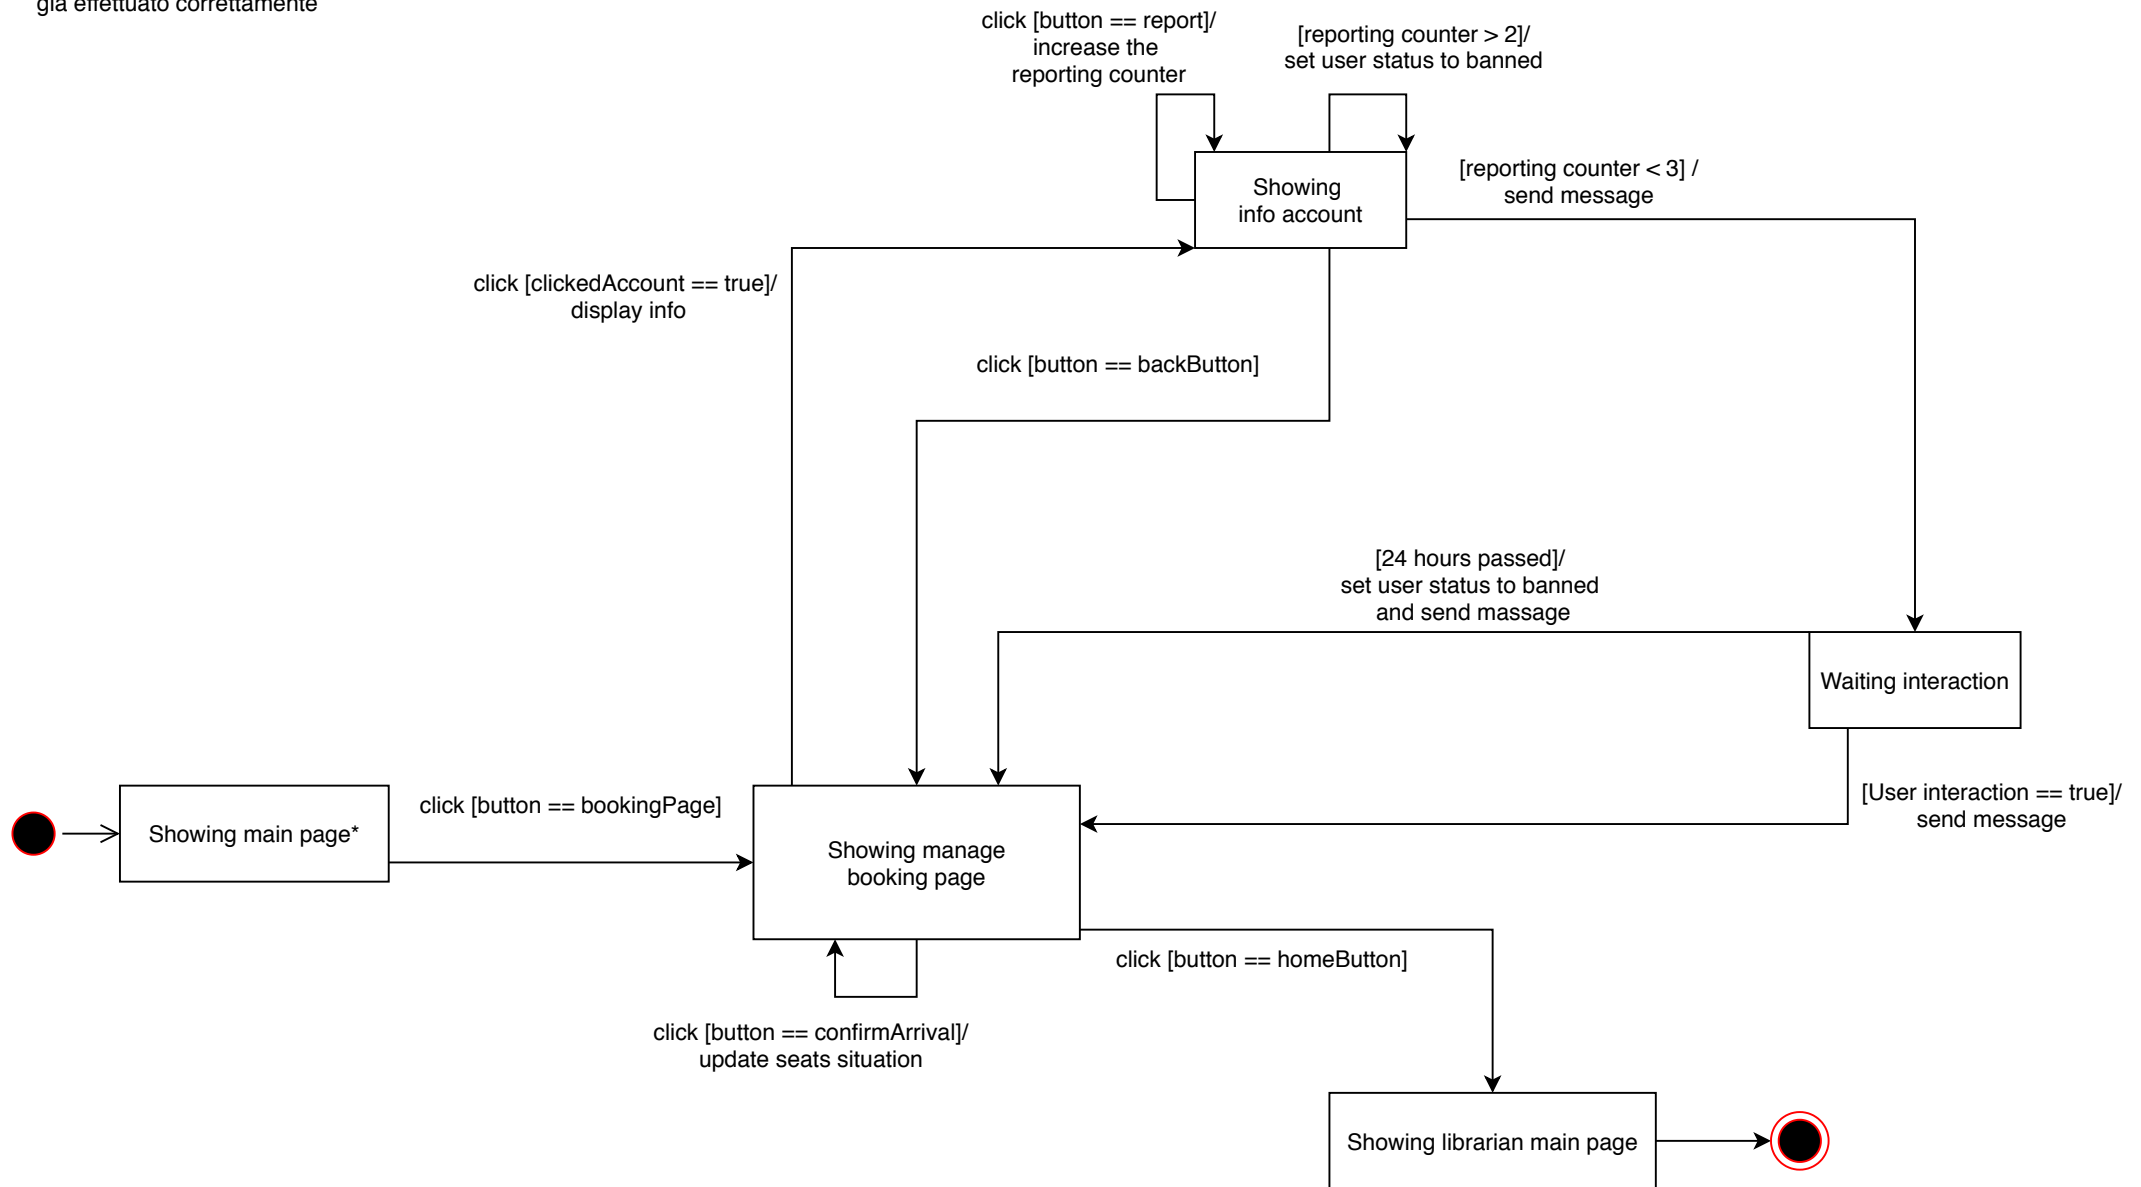 già effettuato correttamente
click [button == report]/
increase the
reporting counter
[reporting counter > 2]/
set user status to banned
Showing
info account
[reporting counter < 3] /
send message
click [clickedAccount == true]/
display info
click [button == backButton]
[24 hours passed]/
set user status to banned
and send massage
Waiting interaction
[User interaction == true]/
send message
Showing main page*
click [button == bookingPage]
Showing manage
booking page
click [button == homeButton]
click [button == confirmArrival]/
update seats situation
Showing librarian main page